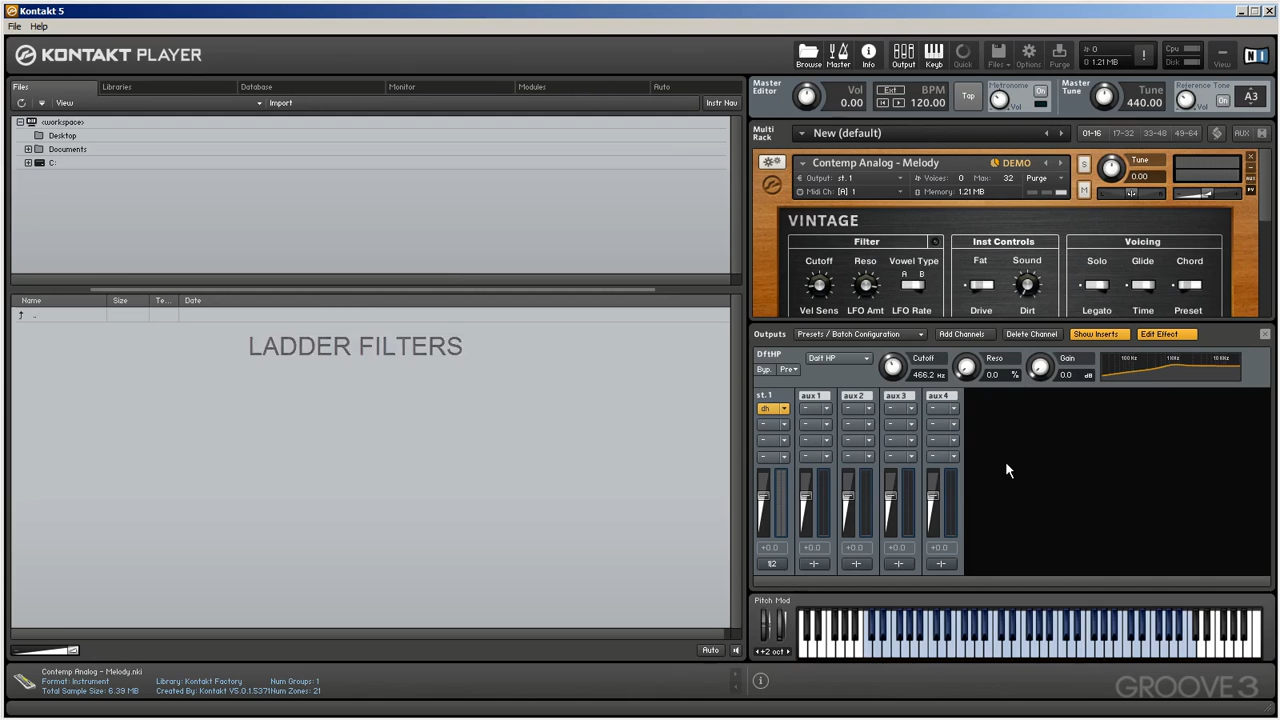 Kontakt 5
File Help
KONTAKT PLAYER
Browse Master Info Output Keyb Quick Files Options Purge 0 1.21 MB ! Cpu Disk View NI
Files Libraries Database Monitor Modules Auto
View Import Instr Nav
Master Editor Vol 0.00 Ext BPM 120.00 Tap Metronome Vol On Master Tune Tune 440.00 Reference Tone On A3
<workspace>
Desktop
Documents
C:
Multi Rack New (default) 01-16 17-32 33-48 49-64 AUX
Contemp Analog - Melody DEMO
Output: st.1 Voices: 0 Max: 32 Purge
Midi Ch: [A] 1 Memory: 1.21 MB
S M Tune 0.00 L R
VINTAGE
Filter Inst Controls Voicing
Cutoff Reso Vowel Type Fat Sound Solo Glide Chord
A B
Vel Sens LFO Amt LFO Rate Drive Dirt Legato Time Preset
Name Size Te... Date
..
LADDER FILTERS
Outputs Presets / Batch Configuration Add Channels Delete Channel Show Inserts Edit Effect
DftHP Daft HP Cutoff 466.2 Hz Reso 0.0 % Gain 0.0 dB 100 Hz 1KHz 10 KHz
Byp. Pre
st.1 aux 1 aux 2 aux 3 aux 4
dh
+0.0 +0.0 +0.0 +0.0 +0.0
Pitch Mod
+2 oct
Auto
Contemp Analog - Melody.nki
Format: Instrument Library: Kontakt Factory Num Groups: 1
Total Sample Size: 6.39 MB Created By: Kontakt V5.0.1.5371 Num Zones: 21
GROOVE3